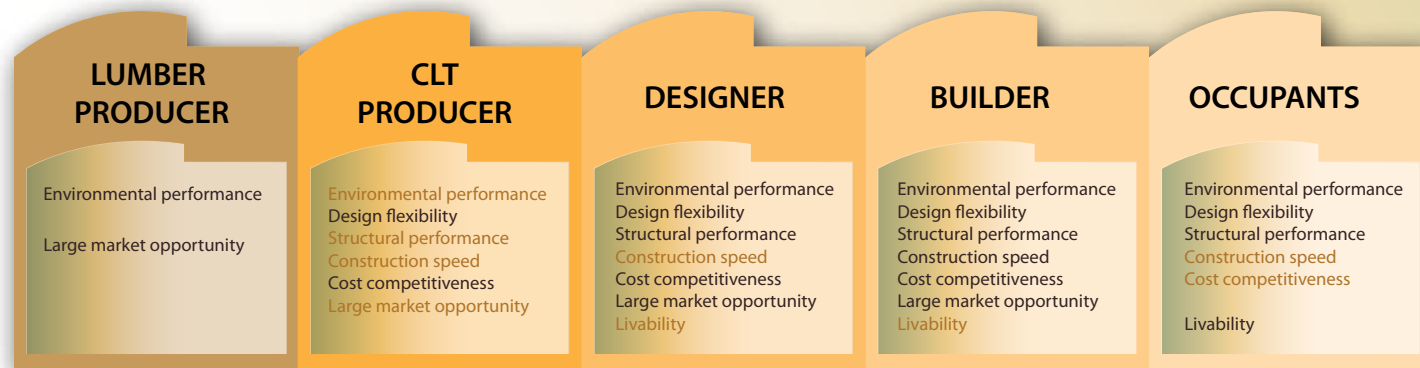 LUMBER
PRODUCER
Environmental performance
Large market opportunity
CLT
PRODUCER
Environmental performance
Design flexibility
Structural performance
Construction speed
Cost competitiveness
Large market opportunity
DESIGNER
Environmental performance
Design flexibility
Structural performance
Construction speed
Cost competitiveness
Large market opportunity
Livability
BUILDER
Environmental performance
Design flexibility
Structural performance
Construction speed
Cost competitiveness
Large market opportunity
Livability
OCCUPANTS
Environmental performance
Design flexibility
Structural performance
Construction speed
Cost competitiveness
Livability